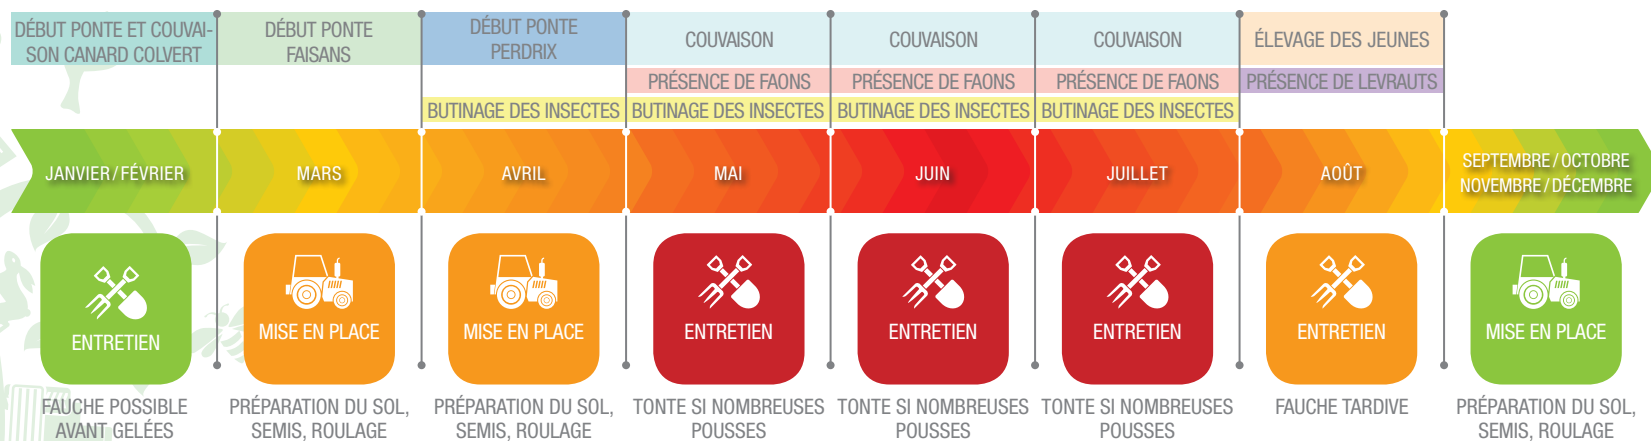 DÉBUT PONTE ET COUVAI-
SON CANARD COLVERT
DÉBUT PONTE
FAISANS
DÉBUT PONTE
PERDRIX
COUVAISON
COUVAISON
COUVAISON
ÉLEVAGE DES JEUNES
PRÉSENCE DE FAONS
PRÉSENCE DE FAONS
PRÉSENCE DE FAONS
PRÉSENCE DE LEVRAUTS
BUTINAGE DES INSECTES
BUTINAGE DES INSECTES
BUTINAGE DES INSECTES
BUTINAGE DES INSECTES
JANVIER / FÉVRIER
MARS
AVRIL
MAI
JUIN
JUILLET
AOÛT
SEPTEMBRE / OCTOBRE
NOVEMBRE / DÉCEMBRE
ENTRETIEN
MISE EN PLACE
MISE EN PLACE
ENTRETIEN
ENTRETIEN
ENTRETIEN
ENTRETIEN
MISE EN PLACE
FAUCHE POSSIBLE
AVANT GELÉES
PRÉPARATION DU SOL,
SEMIS, ROULAGE
PRÉPARATION DU SOL,
SEMIS, ROULAGE
TONTE SI NOMBREUSES
POUSSES
TONTE SI NOMBREUSES
POUSSES
TONTE SI NOMBREUSES
POUSSES
FAUCHE TARDIVE
PRÉPARATION DU SOL,
SEMIS, ROULAGE